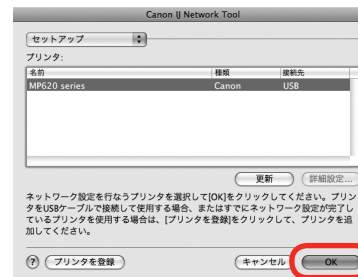 Canon IJ Network Tool
セットアップ
プリンタ:
名前 種類 接続先
MP620 series Canon USB
更新 詳細設定...
ネットワーク設定を行なうプリンタを選択して[OK]をクリックしてください。プリン
タをUSBケーブルで接続して使用する場合、またはすでにネットワーク設定が完了し
ているプリンタを使用する場合は、[プリンタを登録]をクリックして、プリンタを追
加してください。
? プリンタを登録 キャンセル OK